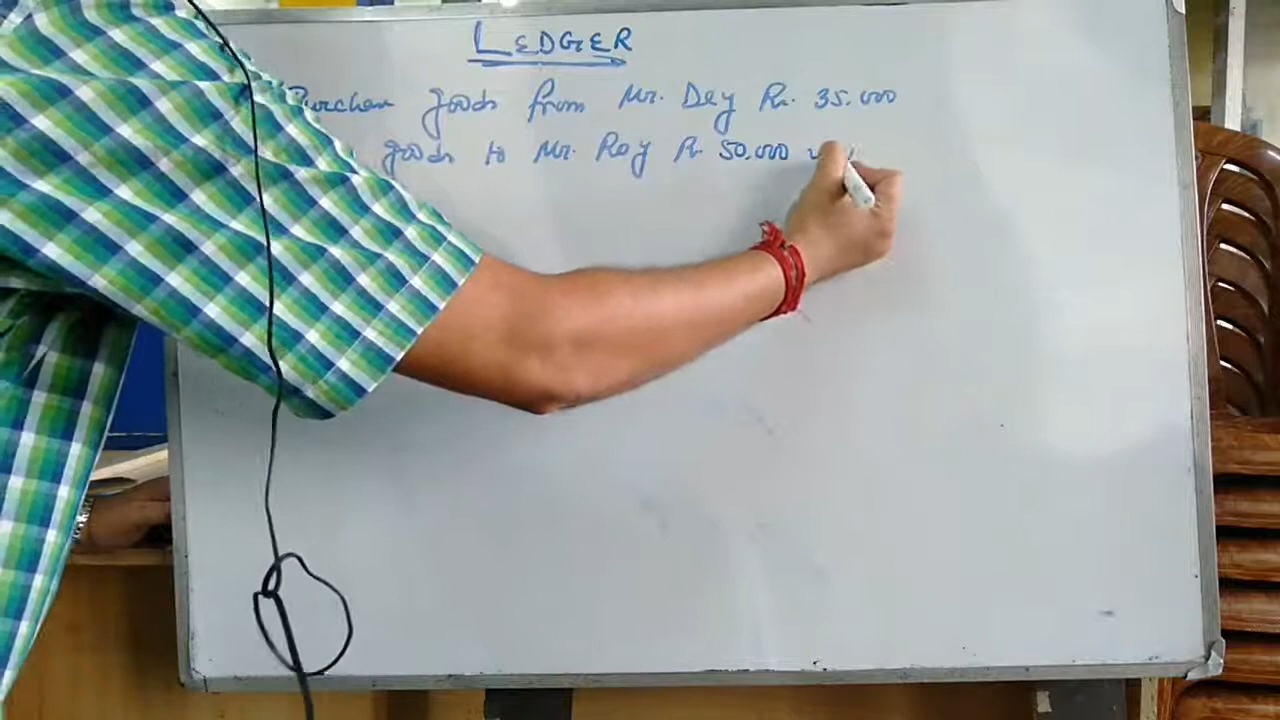 LEDGER
Purchase goods from Mr. Dey Rs. 35,000
goods to Mr. Roy Rs 50,000